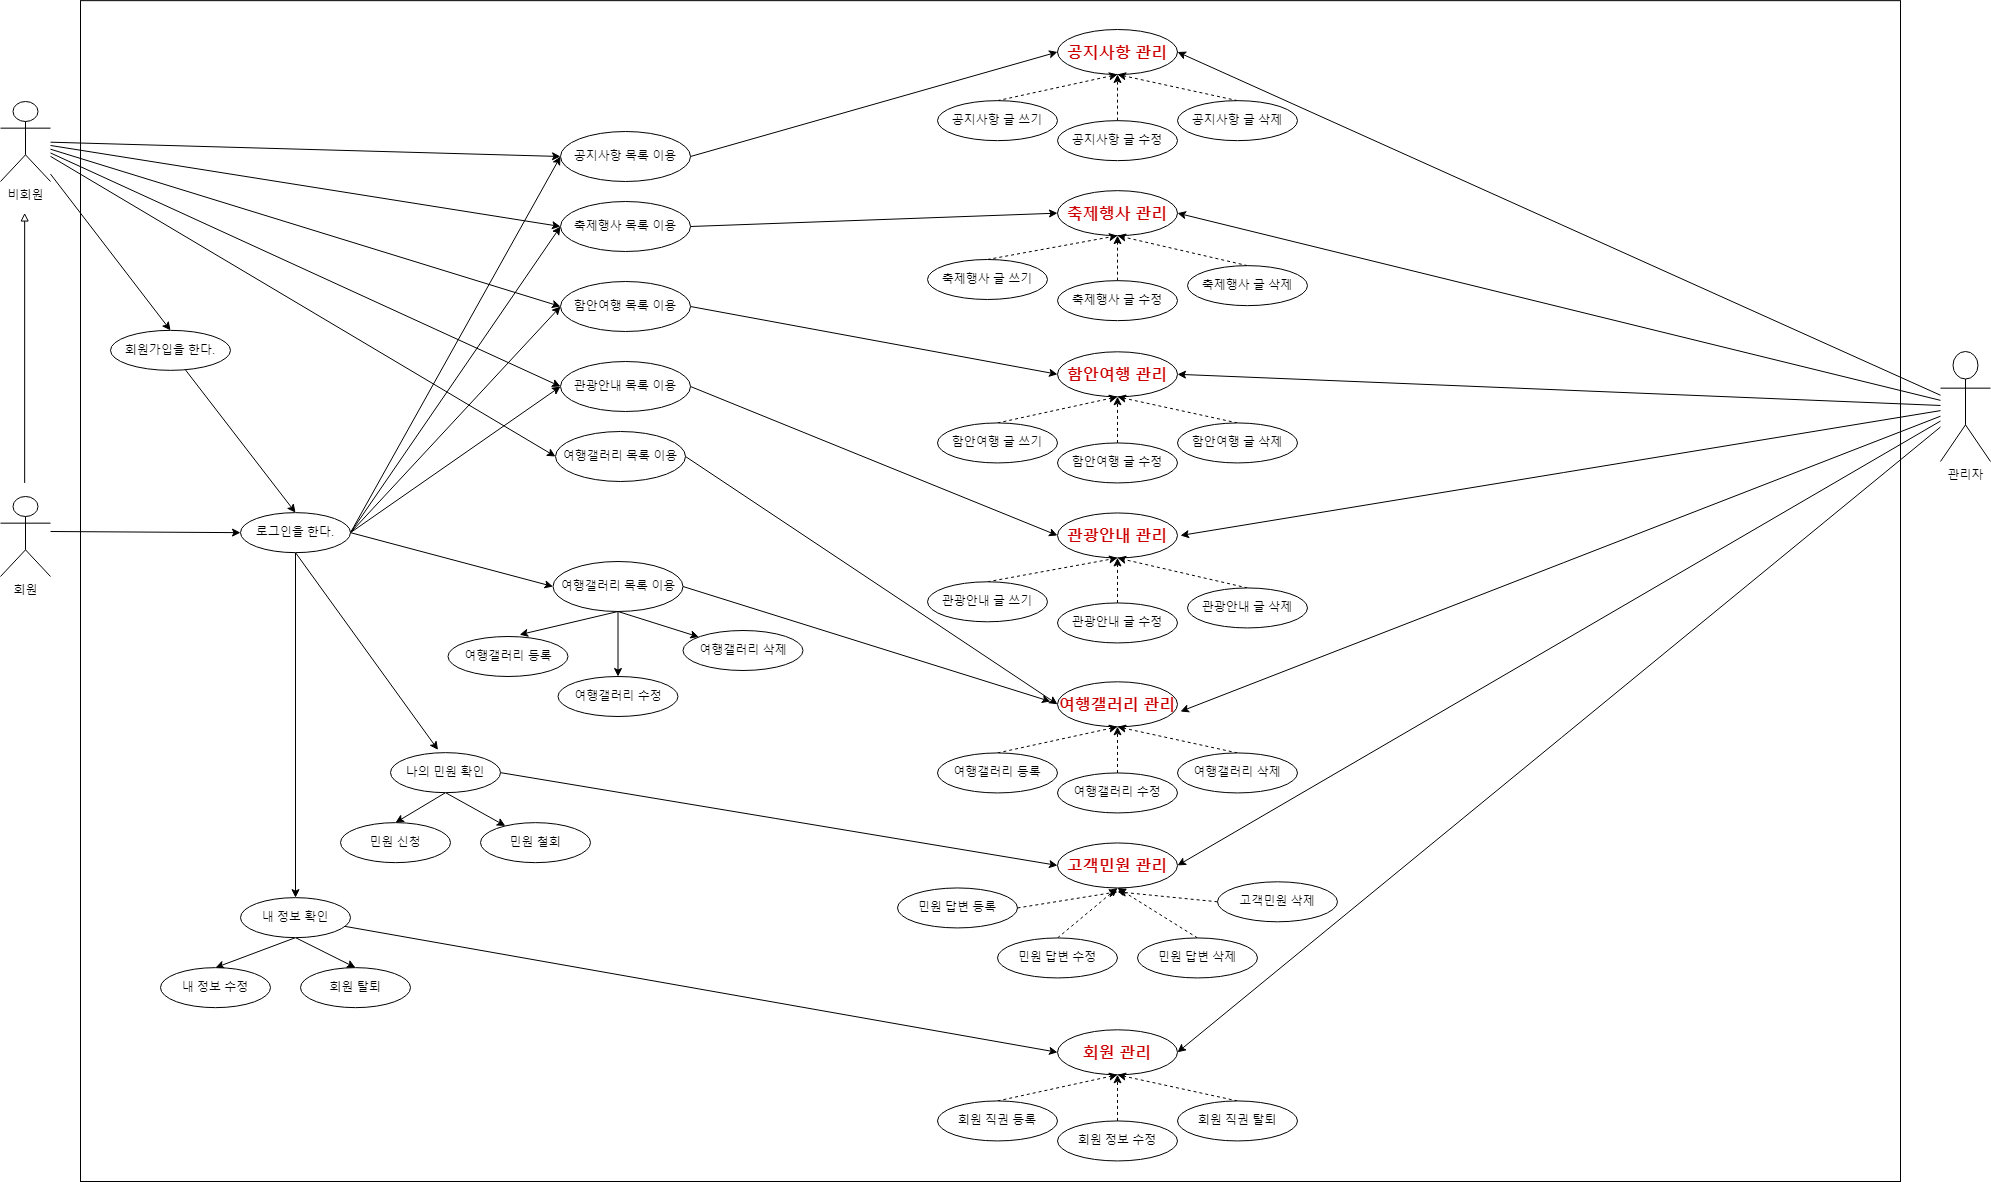 공지사항 관리
공지사항 글 쓰기
공지사항 글 수정
공지사항 글 삭제
비회원
공지사항 목록 이용
축제행사 목록 이용
축제행사 관리
축제행사 글 쓰기
축제행사 글 수정
축제행사 글 삭제
함안여행 목록 이용
회원가입을 한다.
함안여행 관리
함안여행 글 쓰기
함안여행 글 수정
함안여행 글 삭제
관광안내 목록 이용
여행갤러리 목록 이용
관리자
로그인을 한다.
회원
관광안내 관리
관광안내 글 쓰기
관광안내 글 수정
관광안내 글 삭제
여행갤러리 목록 이용
여행갤러리 등록
여행갤러리 수정
여행갤러리 삭제
여행갤러리 관리
여행갤러리 등록
여행갤러리 수정
여행갤러리 삭제
나의 민원 확인
민원 신청
민원 철회
고객민원 관리
민원 답변 등록
민원 답변 수정
민원 답변 삭제
고객민원 삭제
내 정보 확인
내 정보 수정
회원 탈퇴
회원 관리
회원 직권 등록
회원 정보 수정
회원 직권 탈퇴